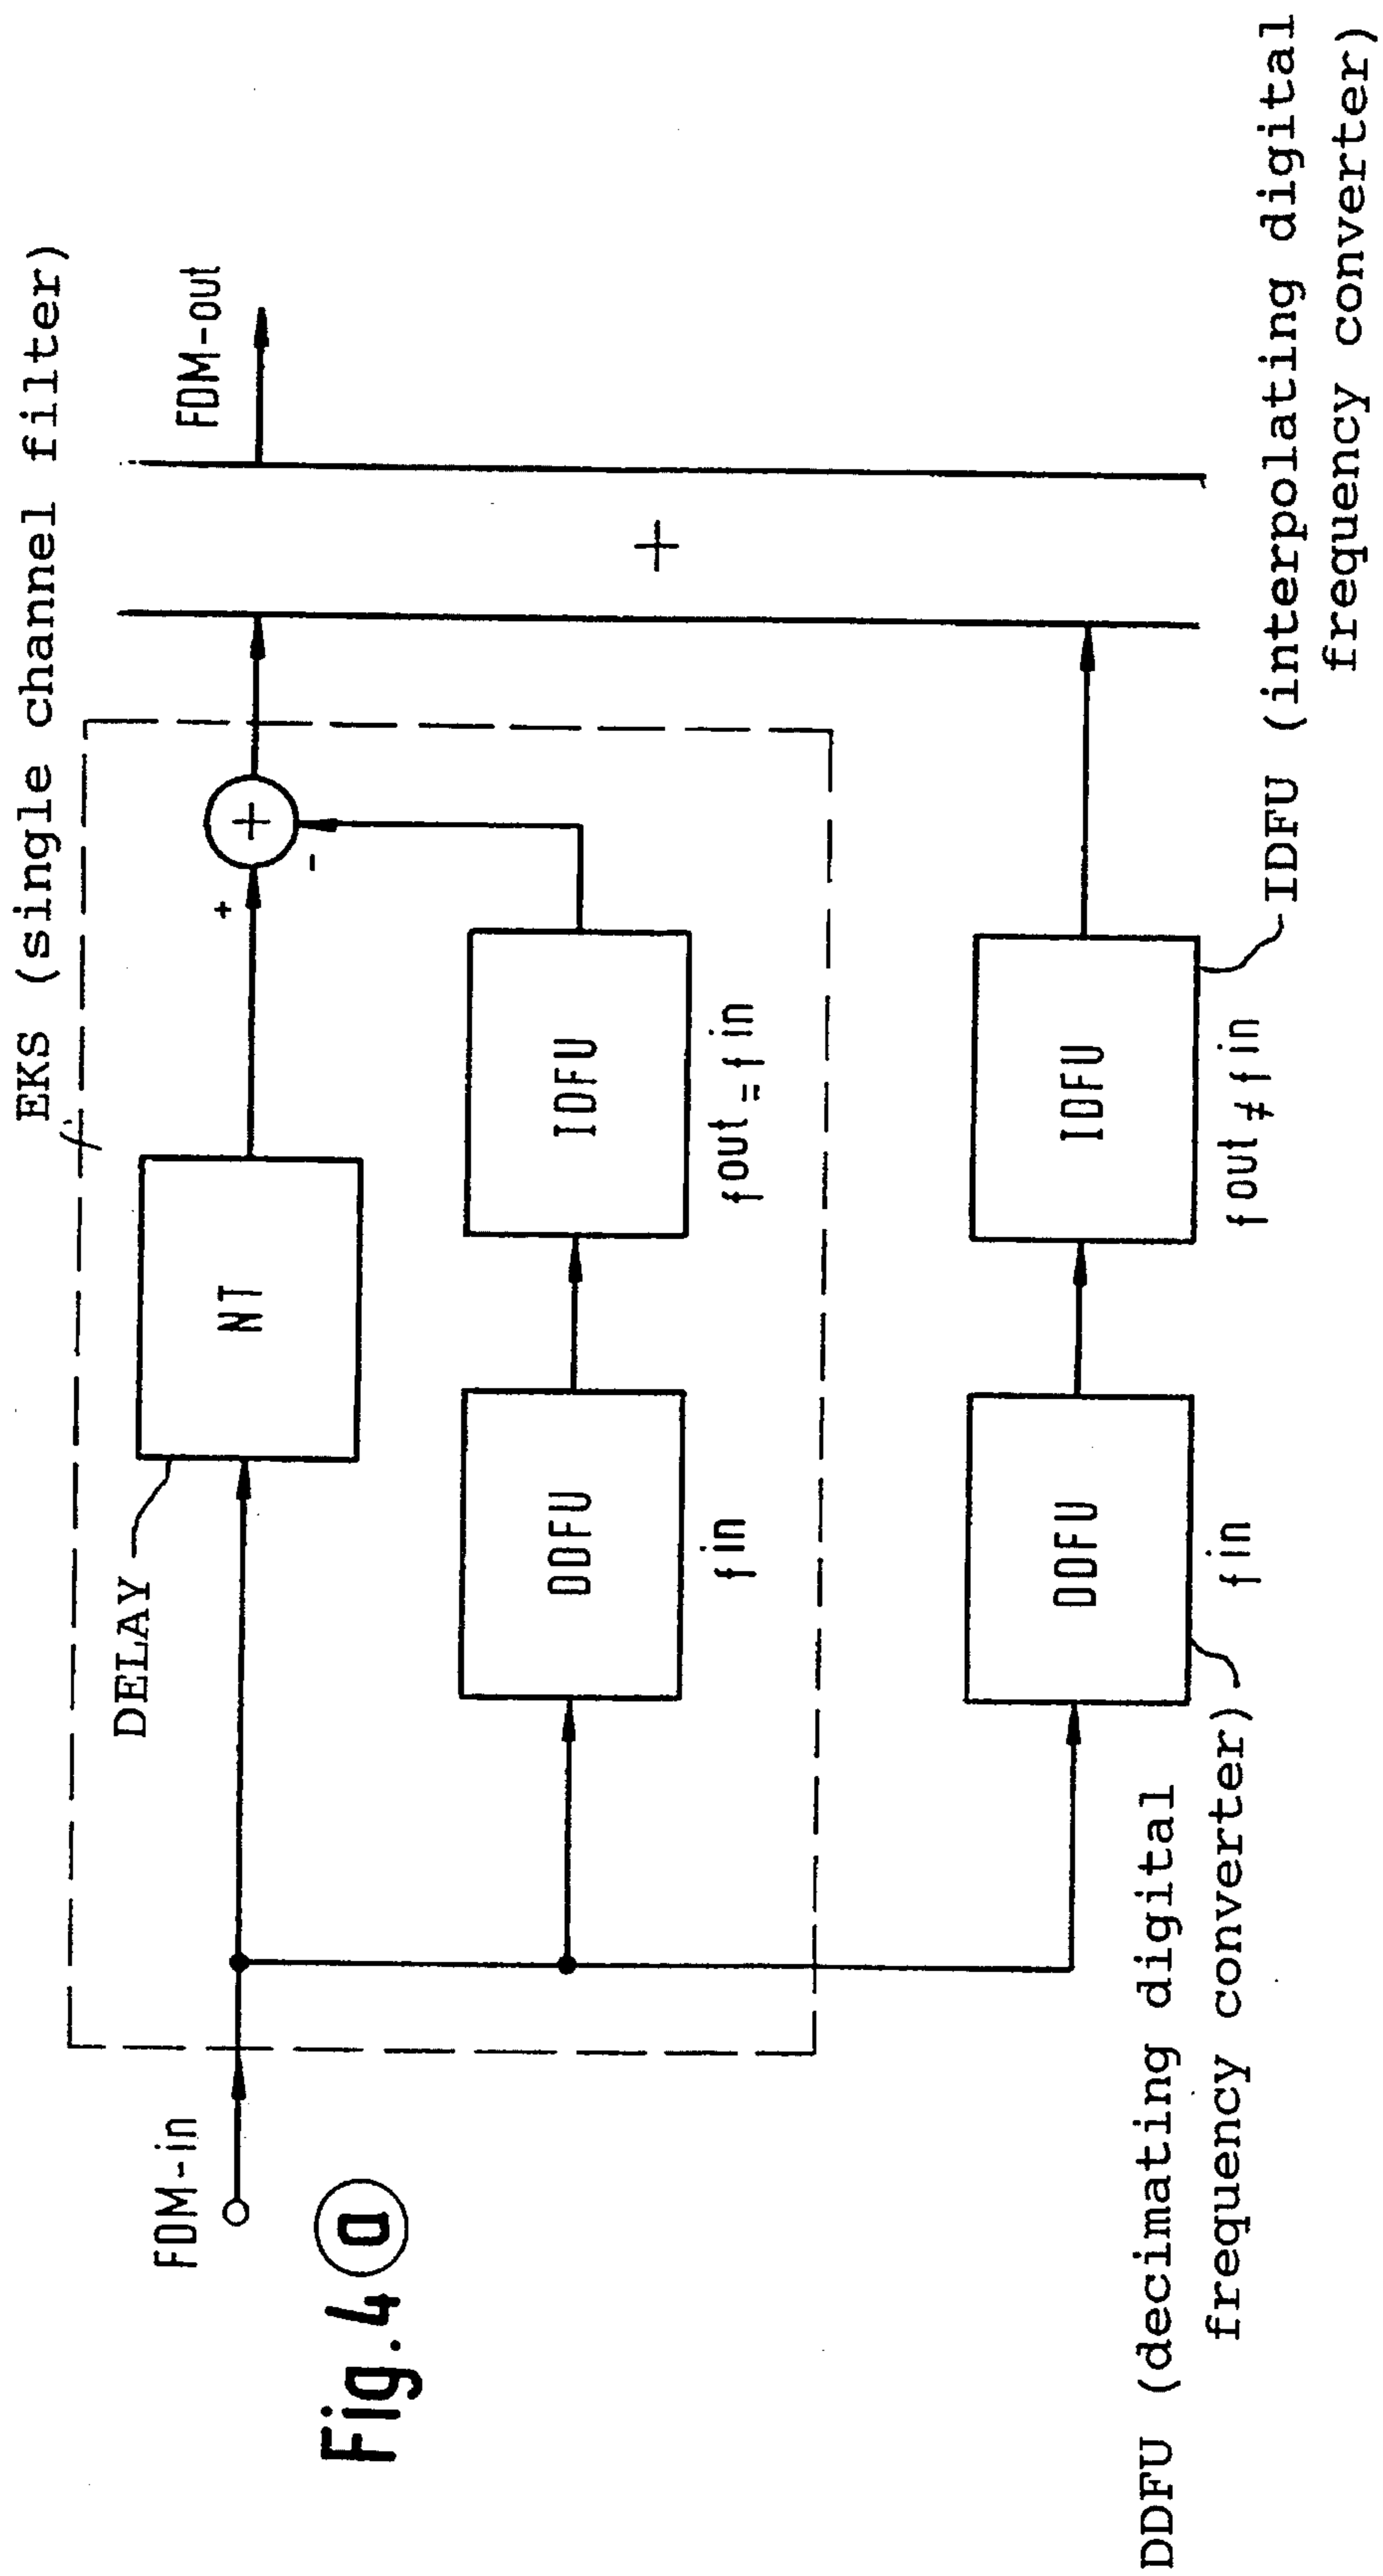 EKS (single channel filter)
FDM-in
DELAY
NT
+
-
+
FDM-out
DDFU
fin
IDFU
fout = fin
+
DDFU
fin
IDFU
fout ≠ fin
DDFU (decimating digital
frequency converter)
IDFU (interpolating digital
frequency converter)
Fig. 4 a